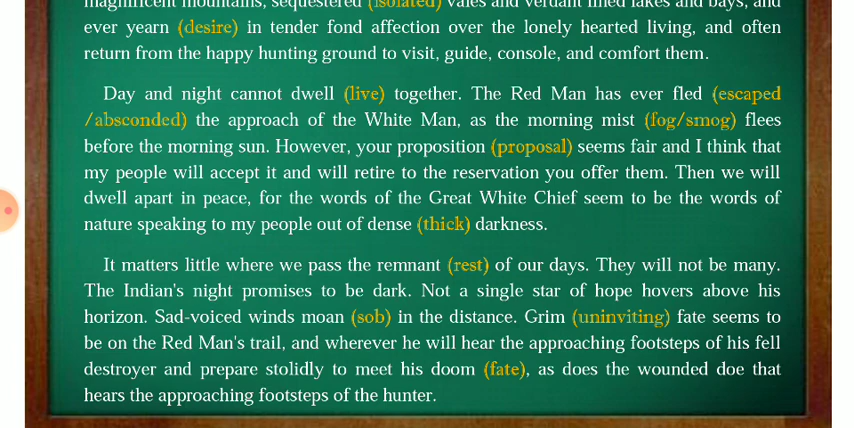 magnificent mountains, sequestered (isolated) vales and verdant lined lakes and bays, and
ever yearn (desire) in tender fond affection over the lonely hearted living, and often
return from the happy hunting ground to visit, guide, console, and comfort them.
Day and night cannot dwell (live) together. The Red Man has ever fled (escaped
/absconded) the approach of the White Man, as the morning mist (fog/smog) flees
before the morning sun. However, your proposition (proposal) seems fair and I think that
my people will accept it and will retire to the reservation you offer them. Then we will
dwell apart in peace, for the words of the Great White Chief seem to be the words of
nature speaking to my people out of dense (thick) darkness.
It matters little where we pass the remnant (rest) of our days. They will not be many.
The Indian's night promises to be dark. Not a single star of hope hovers above his
horizon. Sad-voiced winds moan (sob) in the distance. Grim (uninviting) fate seems to
be on the Red Man's trail, and wherever he will hear the approaching footsteps of his fell
destroyer and prepare stolidly to meet his doom (fate), as does the wounded doe that
hears the approaching footsteps of the hunter.